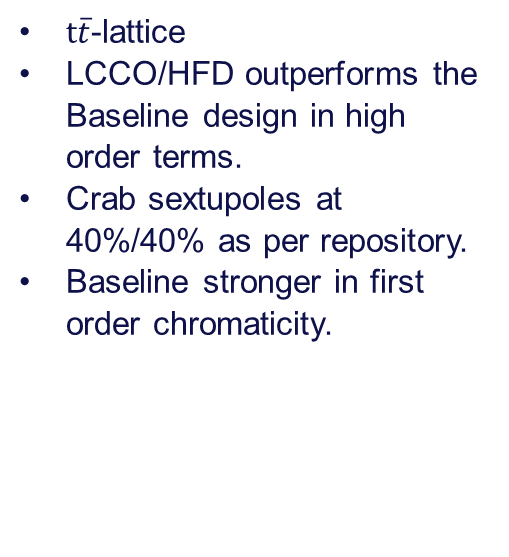 • tt̄-lattice
• LCCO/HFD outperforms the
Baseline design in high
order terms.
• Crab sextupoles at
40%/40% as per repository.
• Baseline stronger in first
order chromaticity.